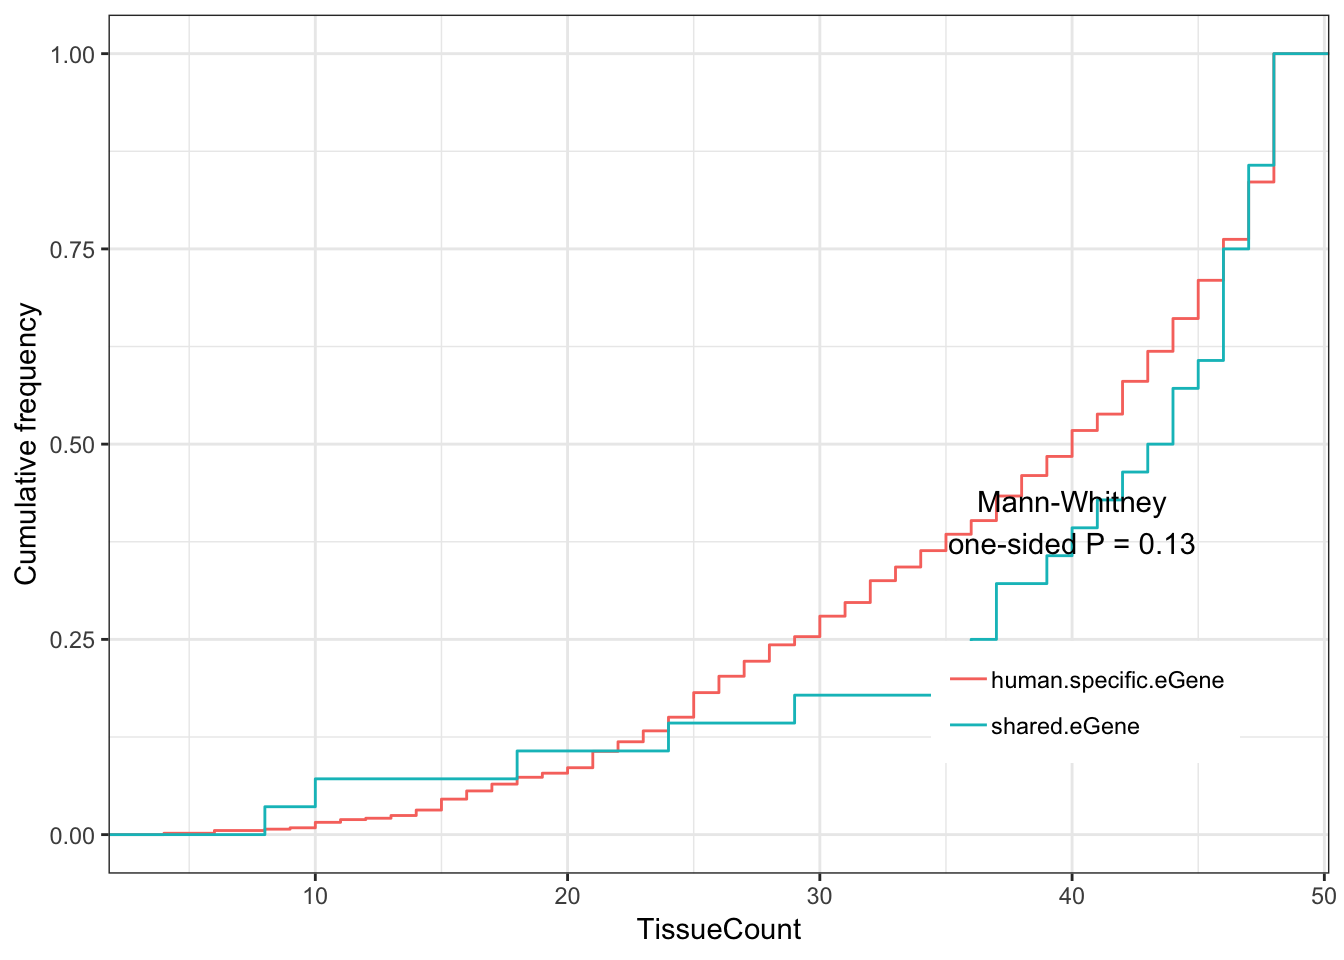 1.00
0.75
0.50
0.25
0.00
Cumulative frequency
Mann-Whitney
one-sided P = 0.13
human.specific.eGene
shared.eGene
10 20 30 40 50
TissueCount